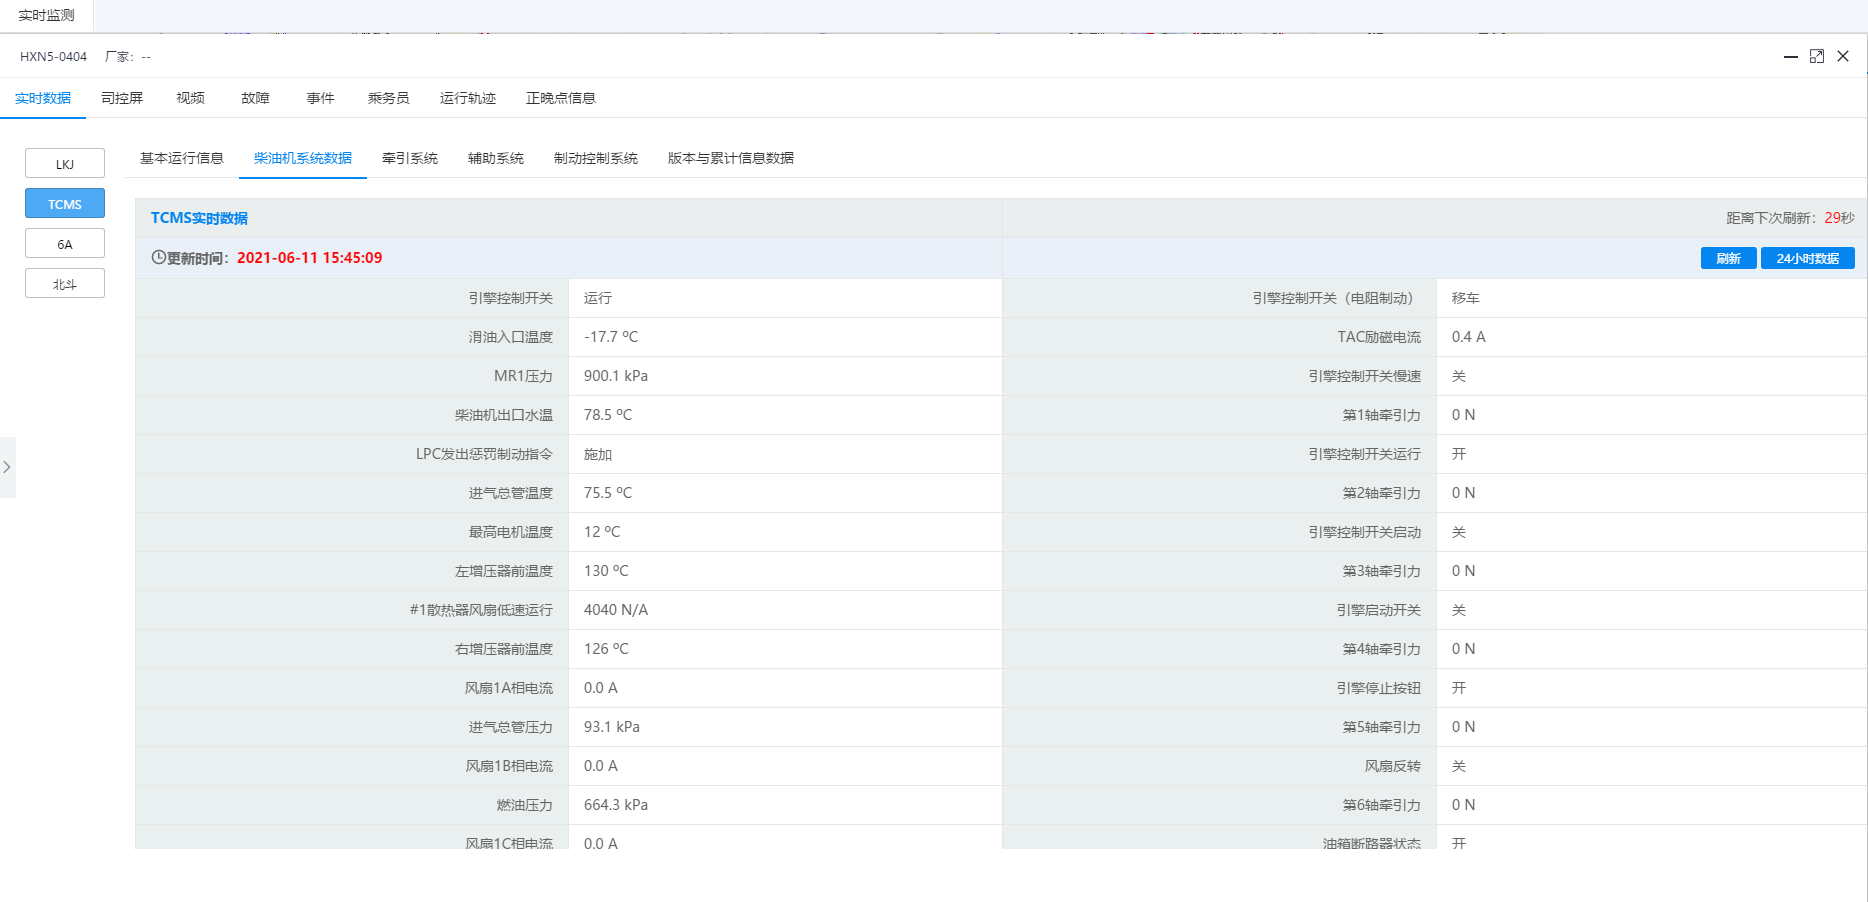 实时监测
HXN5-0404 厂家：--
实时数据 司控屏 视频 故障 事件 乘务员 运行轨迹 正晚点信息
LKJ
TCMS
6A
北斗
基本运行信息 柴油机系统数据 牵引系统 辅助系统 制动控制系统 版本与累计信息数据
TCMS实时数据 距离下次刷新：29秒
更新时间：2021-06-11 15:45:09 刷新 24小时数据
引擎控制开关 运行 引擎控制开关（电阻制动） 移车
滑油入口温度 -17.7 ºC TAC励磁电流 0.4 A
MR1压力 900.1 kPa 引擎控制开关慢速 关
柴油机出口水温 78.5 ºC 第1轴牵引力 0 N
LPC发出惩罚制动指令 施加 引擎控制开关运行 开
进气总管温度 75.5 ºC 第2轴牵引力 0 N
最高电机温度 12 ºC 引擎控制开关启动 关
左增压器前温度 130 ºC 第3轴牵引力 0 N
#1散热器风扇低速运行 4040 N/A 引擎启动开关 关
右增压器前温度 126 ºC 第4轴牵引力 0 N
风扇1A相电流 0.0 A 引擎停止按钮 开
进气总管压力 93.1 kPa 第5轴牵引力 0 N
风扇1B相电流 0.0 A 风扇反转 关
燃油压力 664.3 kPa 第6轴牵引力 0 N
风扇1C相电流 0.0 A 油箱断路器状态 开